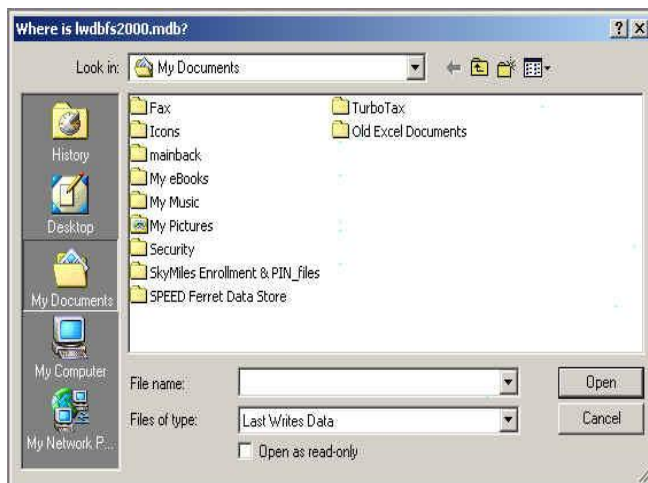 Where is lwdbfs2000.mdb?
Look in: My Documents
History
Desktop
My Documents
My Computer
My Network P...
Fax
Icons
mainback
My eBooks
My Music
My Pictures
Security
SkyMiles Enrollment & PIN_files
SPEED Ferret Data Store
TurboTax
Old Excel Documents
File name:
Open
Files of type: Last Writes Data
Cancel
Open as read-only